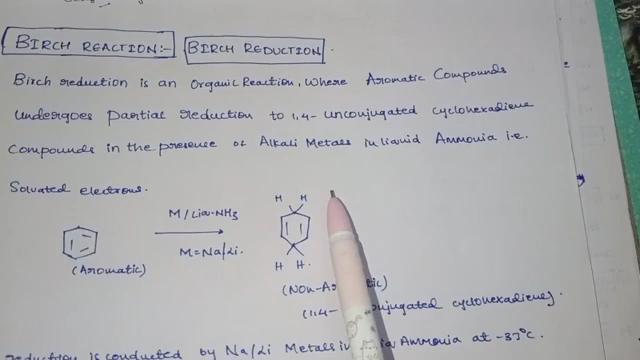 BIRCH REACTION:- BIRCH REDUCTION.
Birch reduction is an Organic Reaction, Where Aromatic Compounds
undergoes Partial reduction to 1,4-unconjugated cyclohexadiene
Compounds in the presence of Alkali Metals in liquid Ammonia i.e.
Solvated electrons.
H H
M/Liq.NH3
M=Na/Li.
(Aromatic)
H H.
(Non-
(1,4- cyclohexadiene).
reduction is conducted by Na/Li Metals Ammonia at -33°C.